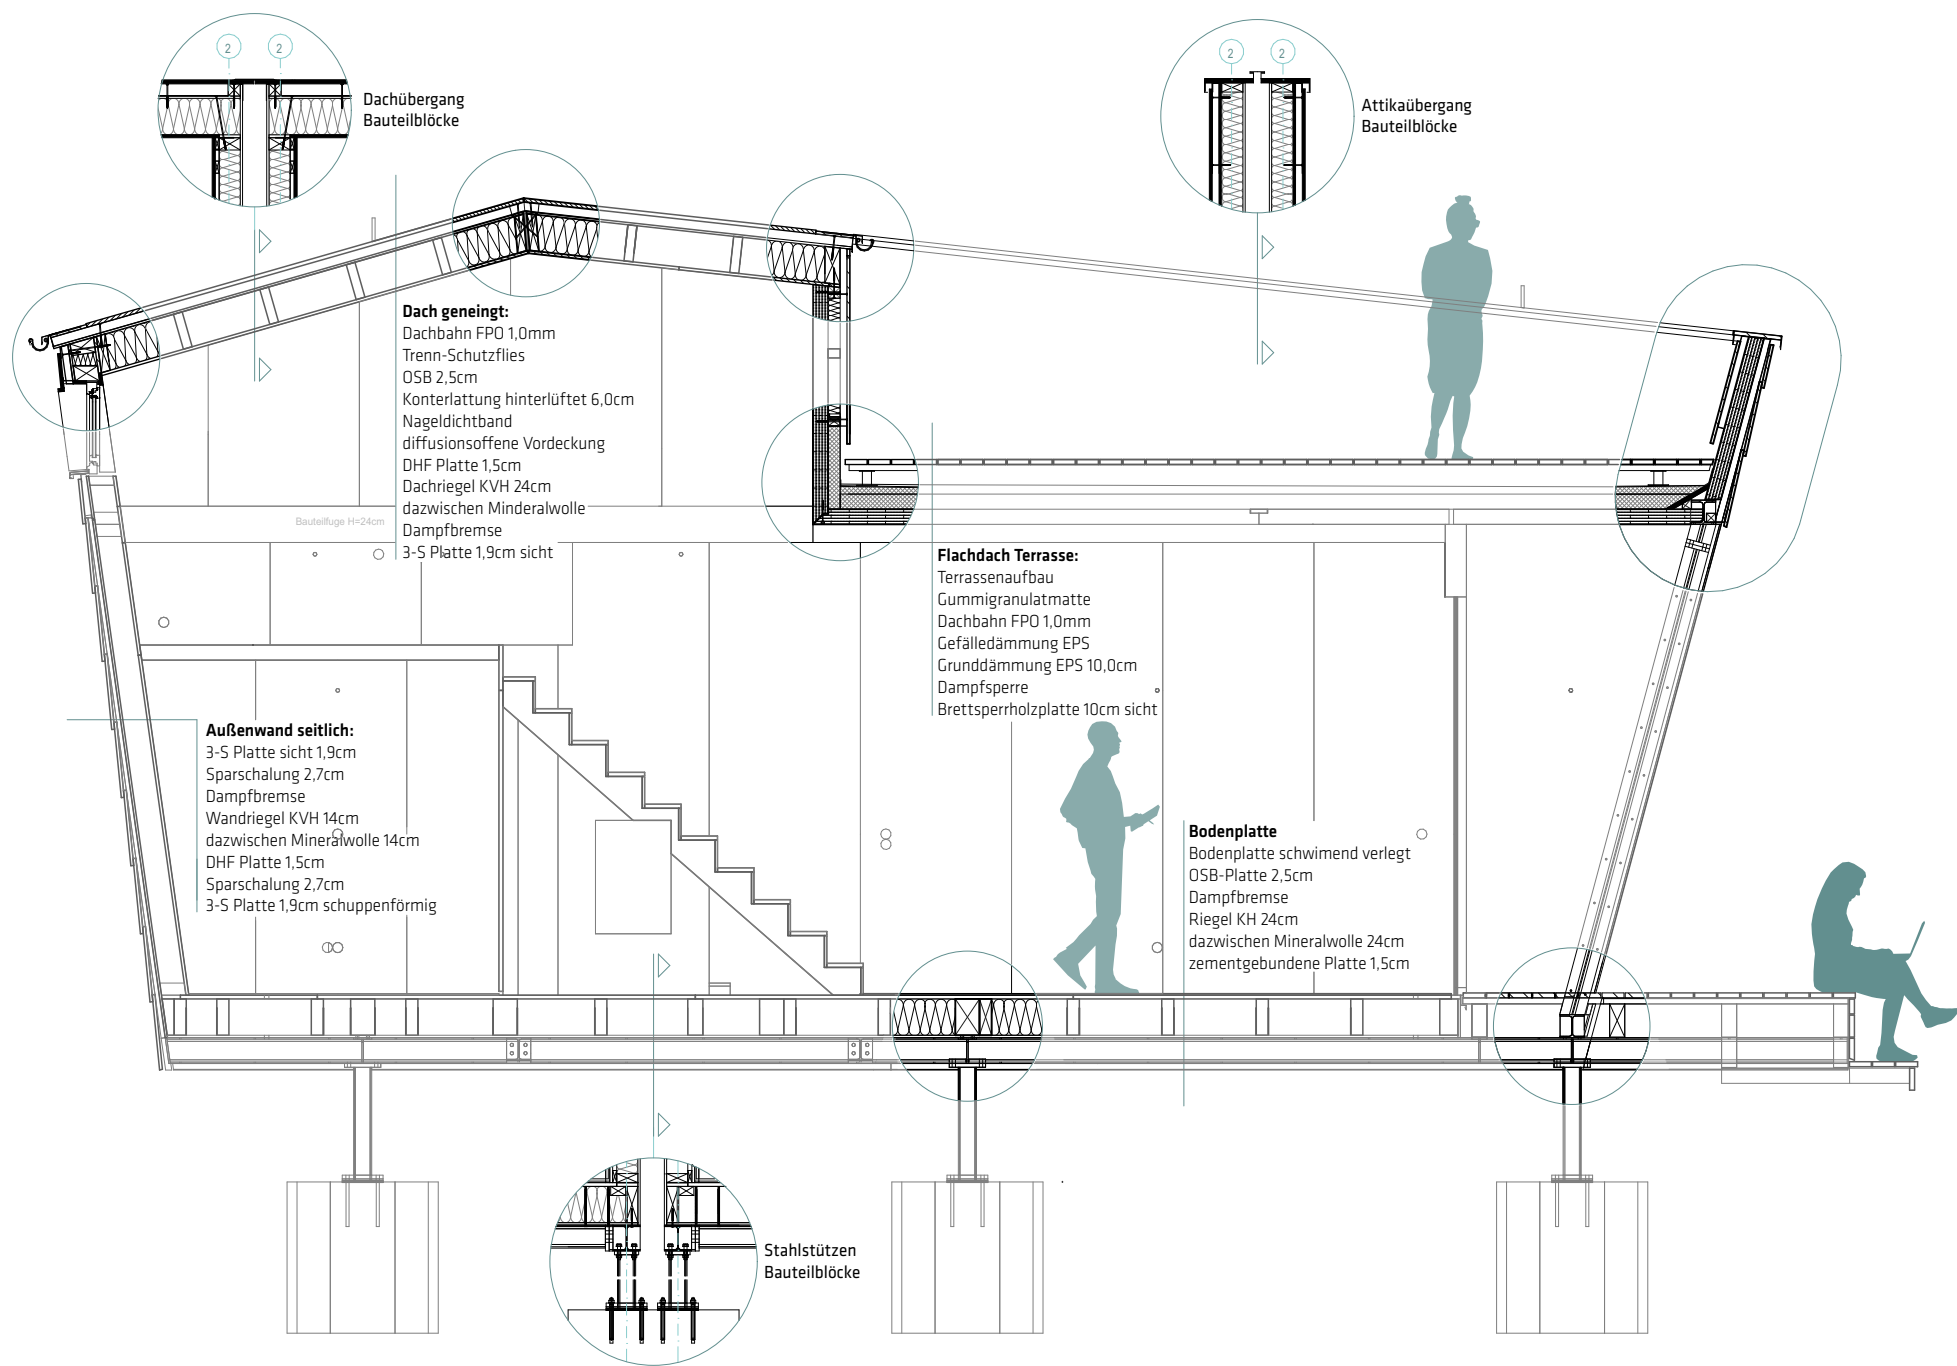 2 2
Dachübergang
Bauteilblöcke
2 2
Attikaübergang
Bauteilblöcke
Dach geneingt:
Dachbahn FPO 1,0mm
Trenn-Schutzflies
OSB 2,5cm
Konterlattung hinterlüftet 6,0cm
Nageldichtband
diffusionsoffene Vordeckung
DHF Platte 1,5cm
Dachriegel KVH 24cm
dazwischen Minderalwolle
Dampfbremse
3-S Platte 1,9cm sicht
Bauteilfuge H=24cm
Flachdach Terrasse:
Terrassenaufbau
Gummigranulatmatte
Dachbahn FPO 1,0mm
Gefälledämmung EPS
Grunddämmung EPS 10,0cm
Dampfsperre
Brettsperrholzplatte 10cm sicht
Außenwand seitlich:
3-S Platte sicht 1,9cm
Sparschalung 2,7cm
Dampfbremse
Wandriegel KVH 14cm
dazwischen Mineralwolle 14cm
DHF Platte 1,5cm
Sparschalung 2,7cm
3-S Platte 1,9cm schuppenförmig
Bodenplatte
Bodenplatte schwimend verlegt
OSB-Platte 2,5cm
Dampfbremse
Riegel KH 24cm
dazwischen Mineralwolle 24cm
zementgebundene Platte 1,5cm
Stahlstützen
Bauteilblöcke